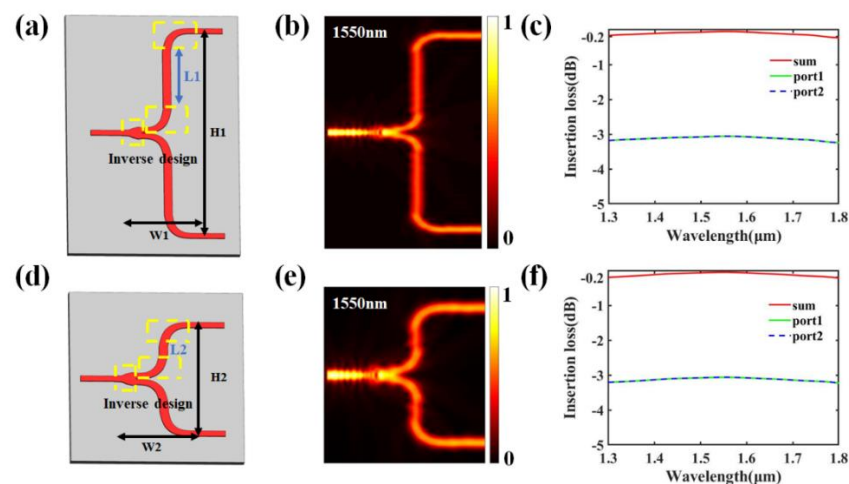 (a)
L1
H1
Inverse design
W1
(b)
1550nm
1
0
(c)
Insertion loss(dB)
-0.2
-1
-2
-3
-4
-5
sum
port1
port2
1.3 1.4 1.5 1.6 1.7 1.8
Wavelength(μm)
(d)
L2
H2
Inverse design
W2
(e)
1550nm
1
0
(f)
Insertion loss(dB)
-0.2
-1
-2
-3
-4
-5
sum
port1
port2
1.3 1.4 1.5 1.6 1.7 1.8
Wavelength(μm)